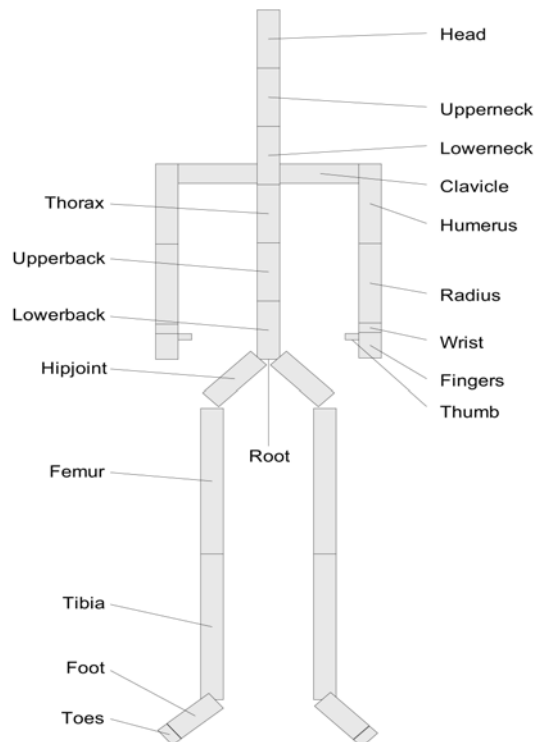 Head
Upperneck
Lowerneck
Clavicle
Thorax
Humerus
Upperback
Radius
Lowerback
Wrist
Hipjoint
Fingers
Thumb
Root
Femur
Tibia
Foot
Toes